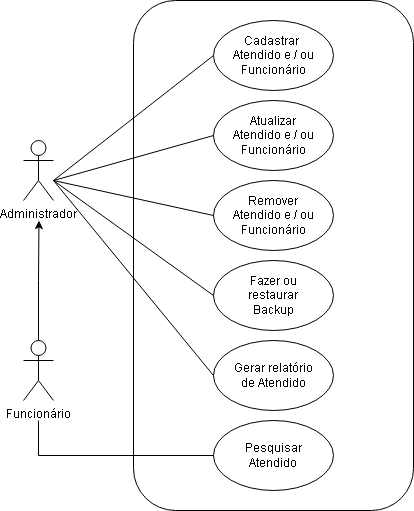 Cadastrar
Atendido e / ou
Funcionário
Atualizar
Atendido e / ou
Funcionário
Administrador
Remover
Atendido e / ou
Funcionário
Fazer ou
restaurar
Backup
Gerar relatório
de Atendido
Funcionário
Pesquisar
Atendido